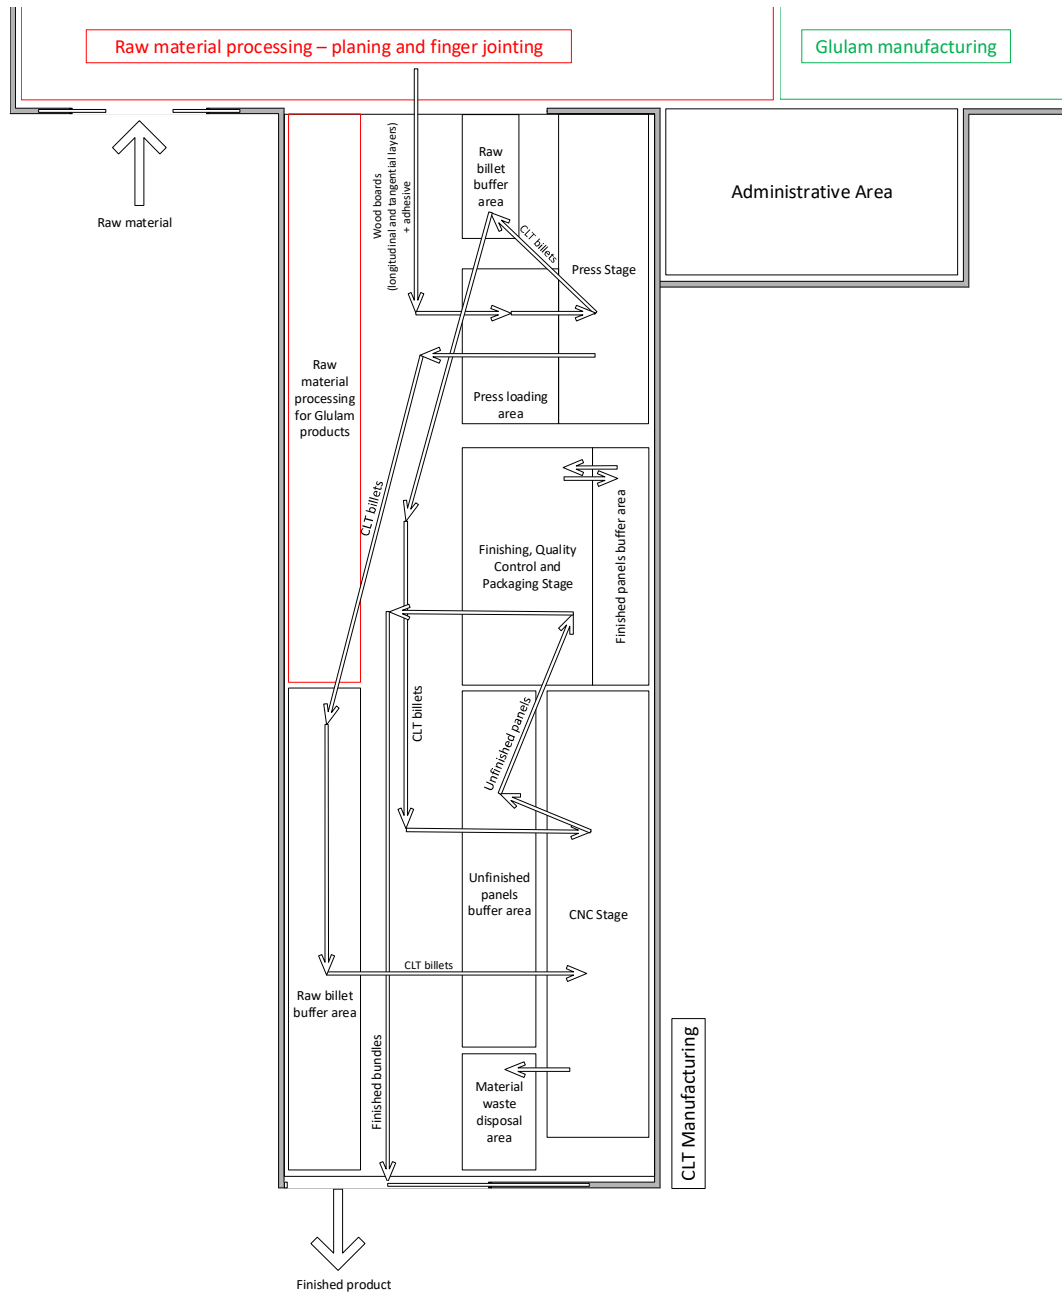 Raw material processing – planing and finger jointing
Glulam manufacturing
Raw material
Wood boards
(longitudinal and tangential layers)
+ adhesive
Raw
billet
buffer
area
CLT billets
Press Stage
Administrative Area
Raw
material
processing
for Glulam
products
Press loading
area
CLT billets
Finishing, Quality
Control and
Packaging Stage
Finished panels buffer area
CLT billets
Unfinished panels
Unfinished
panels
buffer area
CNC Stage
CLT billets
Raw billet
buffer area
Finished bundles
Material
waste
disposal
area
CLT Manufacturing
Finished product